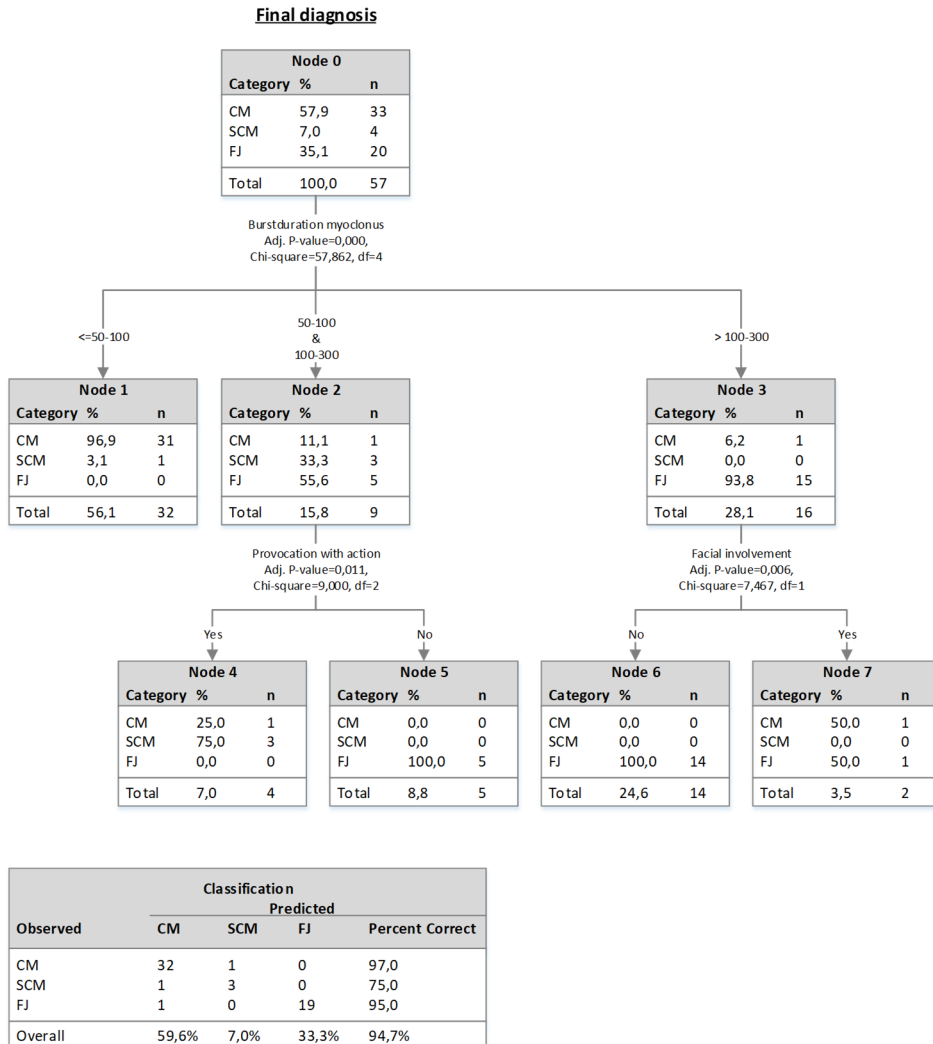 Final diagnosis
Node 0
Category % n
CM 57,9 33
SCM 7,0 4
FJ 35,1 20
Total 100,0 57
Burstduration myoclonus
Adj. P-value=0,000,
Chi-square=57,862, df=4
<=50-100
50-100
&
100-300
> 100-300
Node 1
Category % n
CM 96,9 31
SCM 3,1 1
FJ 0,0 0
Total 56,1 32
Node 2
Category % n
CM 11,1 1
SCM 33,3 3
FJ 55,6 5
Total 15,8 9
Node 3
Category % n
CM 6,2 1
SCM 0,0 0
FJ 93,8 15
Total 28,1 16
Provocation with action
Adj. P-value=0,011,
Chi-square=9,000, df=2
Facial involvement
Adj. P-value=0,006,
Chi-square=7,467, df=1
Yes
No
No
Yes
Node 4
Category % n
CM 25,0 1
SCM 75,0 3
FJ 0,0 0
Total 7,0 4
Node 5
Category % n
CM 0,0 0
SCM 0,0 0
FJ 100,0 5
Total 8,8 5
Node 6
Category % n
CM 0,0 0
SCM 0,0 0
FJ 100,0 14
Total 24,6 14
Node 7
Category % n
CM 50,0 1
SCM 0,0 0
FJ 50,0 1
Total 3,5 2
Classification
Predicted
Observed CM SCM FJ Percent Correct
CM 32 1 0 97,0
SCM 1 3 0 75,0
FJ 1 0 19 95,0
Overall 59,6% 7,0% 33,3% 94,7%